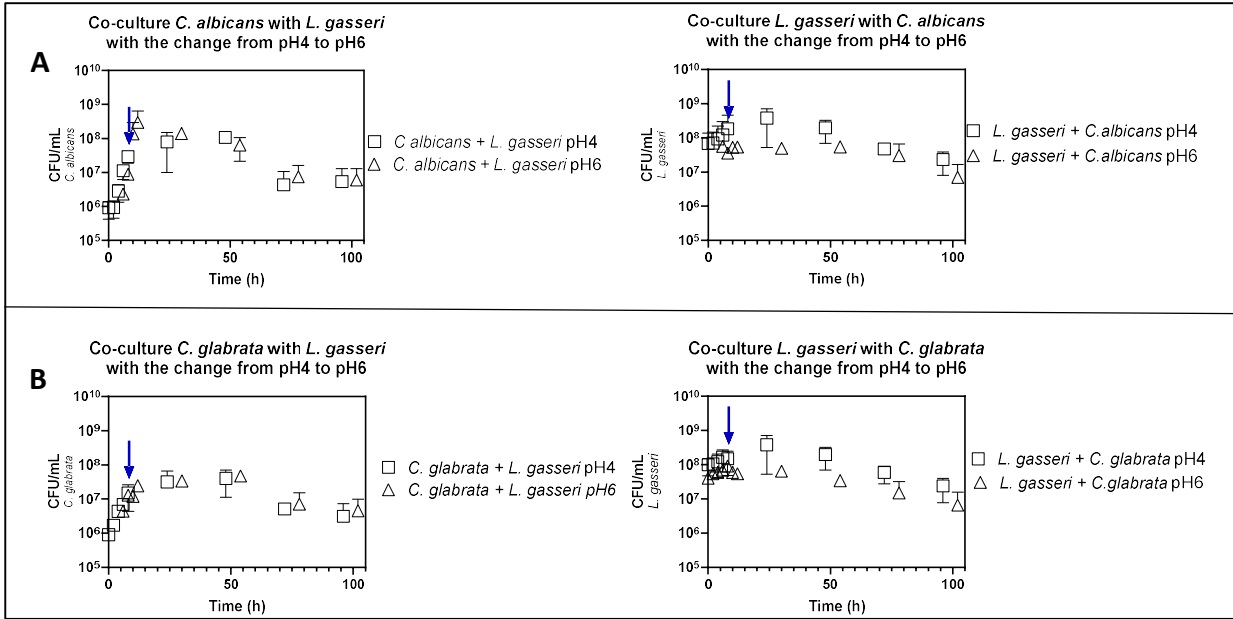 A
Co-culture C. albicans with L. gasseri
with the change from pH4 to pH6
10^10
10^9
10^8
10^7
10^6
10^5
CFU/mL
C. albicans
0
50
100
Time (h)
C albicans + L. gasseri pH4
C. albicans + L. gasseri pH6
Co-culture L. gasseri with C. albicans
with the change from pH4 to pH6
10^10
10^9
10^8
10^7
10^6
10^5
CFU/mL
L. gasseri
0
50
100
Time (h)
L. gasseri + C.albicans pH4
L. gasseri + C.albicans pH6
B
Co-culture C. glabrata with L. gasseri
with the change from pH4 to pH6
10^10
10^9
10^8
10^7
10^6
10^5
CFU/mL
C. glabrata
0
50
100
Time (h)
C. glabrata + L. gasseri pH4
C. glabrata + L. gasseri pH6
Co-culture L. gasseri with C. glabrata
with the change from pH4 to pH6
10^10
10^9
10^8
10^7
10^6
10^5
CFU/mL
L. gasseri
0
50
100
Time (h)
L. gasseri + C. glabrata pH4
L. gasseri + C.glabrata pH6